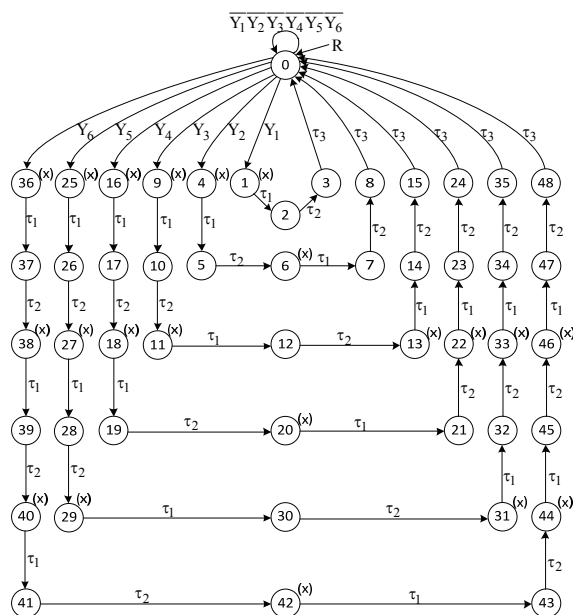 Y̅₁Y̅₂Y̅₃Y̅₄Y̅₅Y̅₆
R
0
Y₆ Y₅ Y₄ Y₃ Y₂ Y₁ τ₃ τ₃ τ₃ τ₃ τ₃ τ₃
36 (x) 25 (x) 16 (x) 9 (x) 4 (x) 1 (x) 3 8 15 24 35 48
τ₁ τ₁ τ₁ τ₁ τ₁ τ₁ 2 τ₂ τ₂ τ₂ τ₂ τ₂ τ₂
37 26 17 10 5 τ₂ 6 (x) τ₁ 7 14 23 34 47
τ₂ τ₂ τ₂ τ₂ τ₁ τ₁ τ₁ τ₁
38 (x) 27 (x) 18 (x) 11 (x) τ₁ 12 τ₂ 13 (x) 22 (x) 33 (x) 46 (x)
τ₁ τ₁ τ₁ τ₂ τ₂ τ₂
39 28 19 τ₂ 20 (x) τ₁ 21 32 45
τ₂ τ₂ τ₁ τ₁
40 (x) 29 (x) τ₁ 30 τ₂ 31 (x) 44 (x)
τ₁ τ₂
41 τ₂ 42 (x) τ₁ 43